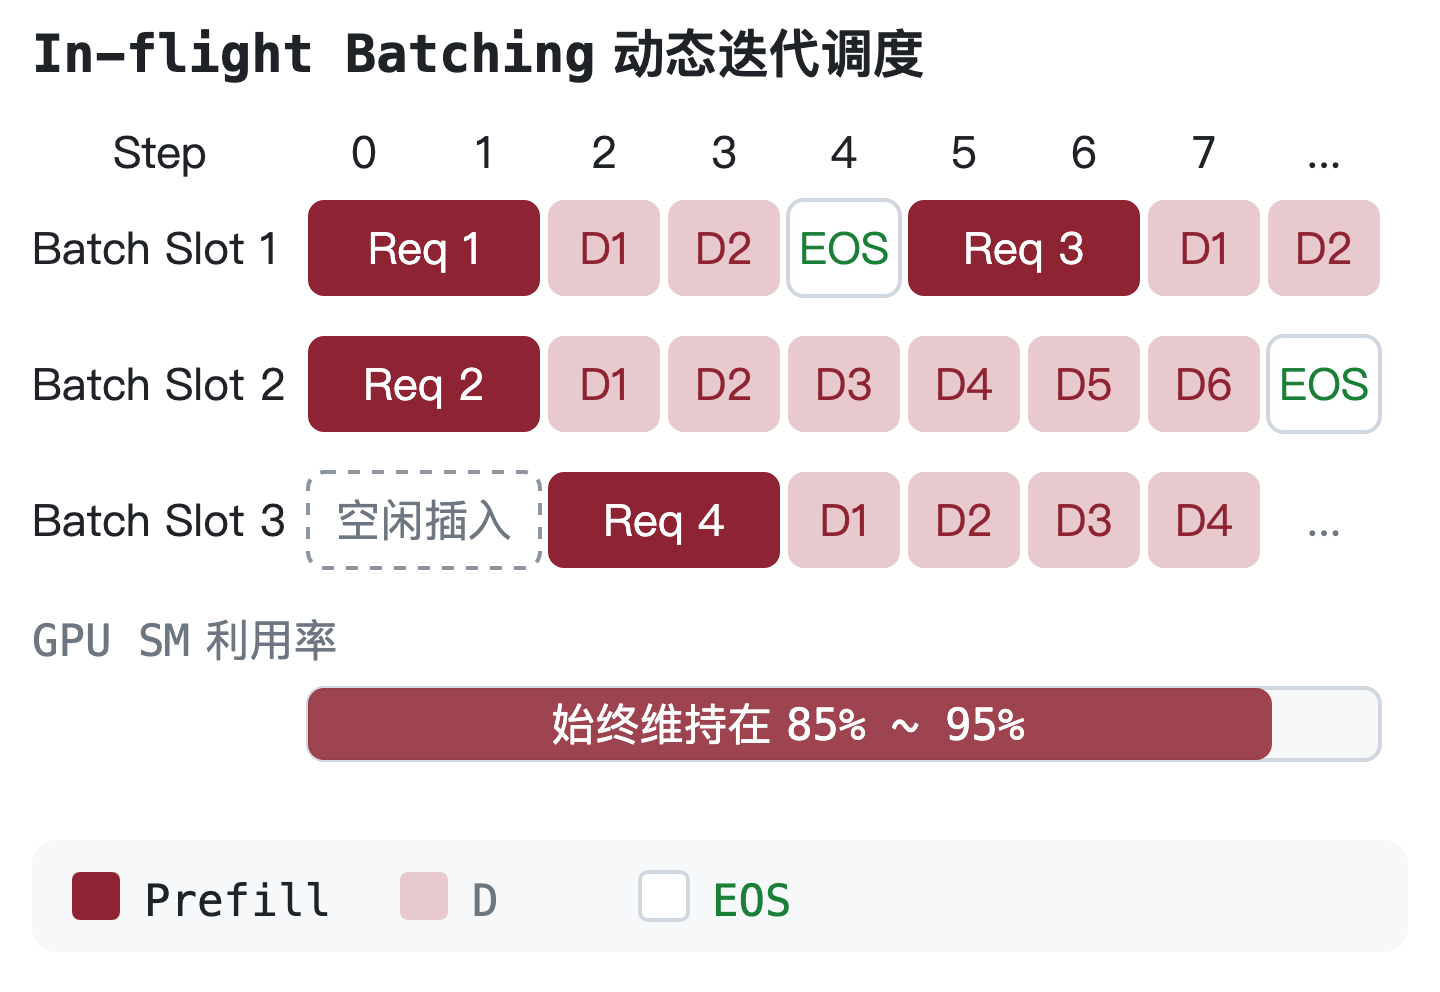 In-flight Batching 动态迭代调度
Step 0 1 2 3 4 5 6 7 ...
Batch Slot 1 Req 1 D1 D2 EOS Req 3 D1 D2
Batch Slot 2 Req 2 D1 D2 D3 D4 D5 D6 EOS
Batch Slot 3 空闲插入 Req 4 D1 D2 D3 D4 ...
GPU SM 利用率
始终维持在 85% ~ 95%
Prefill D EOS